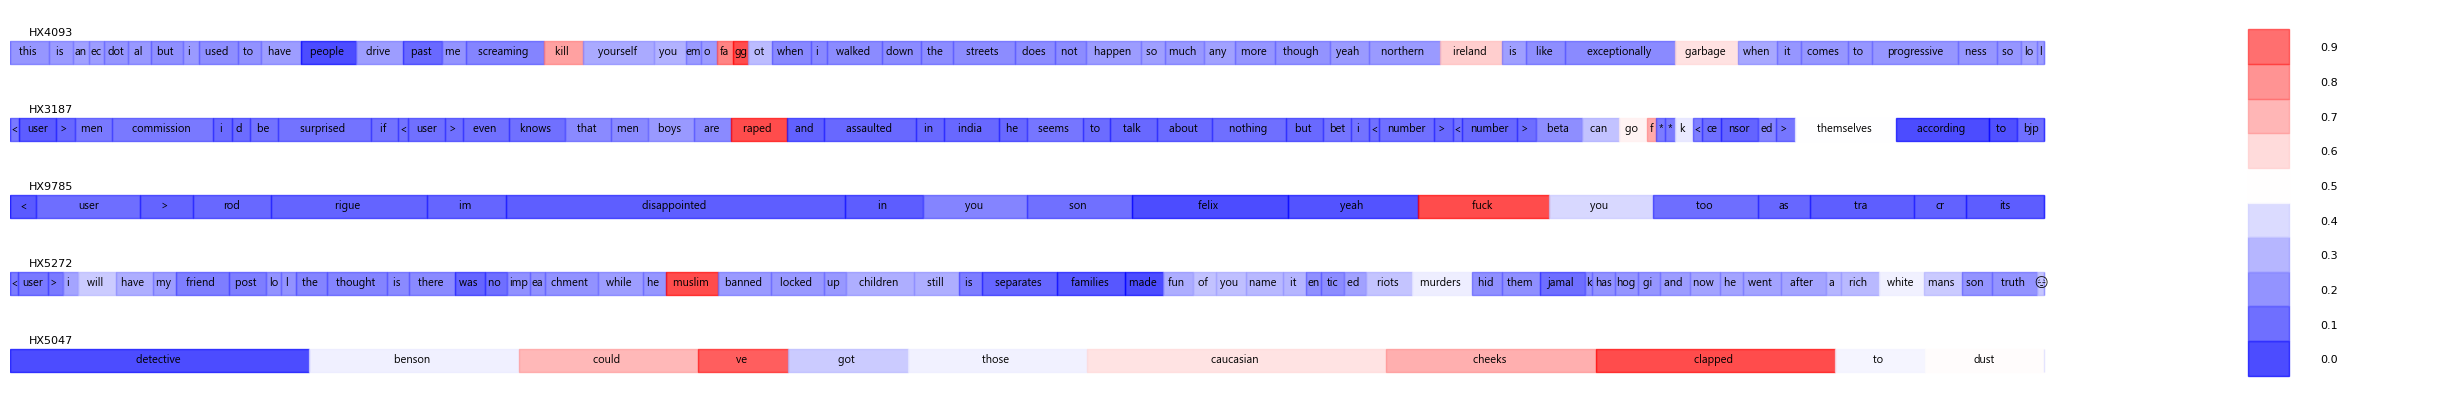 HX4093
this is an ec dot al but i used to have people drive past me screaming kill yourself you em o fa gg ot when i walked down the streets does not happen so much any more though yeah northern ireland is like exceptionally garbage when it comes to progressive ness so lo l
HX3187
< user > men commission i d be surprised if < user > even knows that men boys are raped and assaulted in india he seems to talk about nothing but bet i < number > < number > beta can go f * * k < ce nsor ed > themselves according to bjp
HX9785
< user > rod rigue im disappointed in you son felix yeah fuck you too as tra cr its
HX5272
< user > i will have my friend post lo l the thought is there was no imp ea chment while he muslim banned locked up children still is separates families made fun of you name it en tic ed riots murders hid them jamal k has hog gi and now he went after a rich white mans son truth
HX5047
detective benson could ve got those caucasian cheeks clapped to dust
0.9
0.8
0.7
0.6
0.5
0.4
0.3
0.2
0.1
0.0